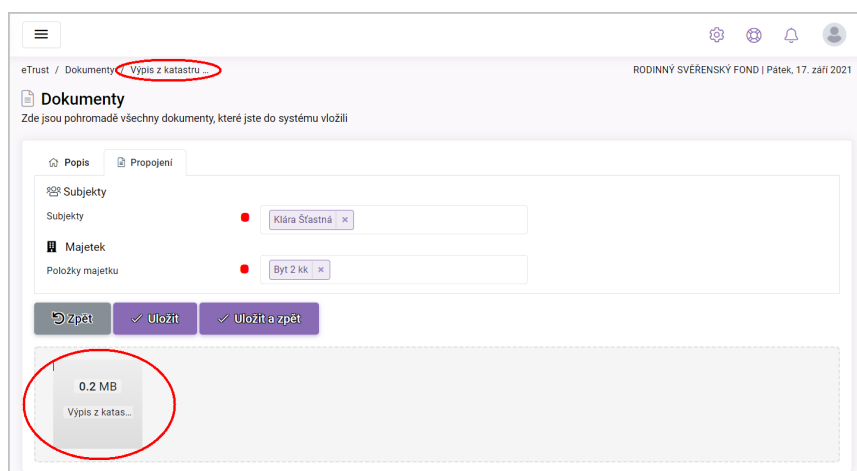 eTrust / Dokumenty / Výpis z katastru ...
RODINNÝ SVĚŘENSKÝ FOND | Pátek, 17. září 2021
Dokumenty
Zde jsou pohromadě všechny dokumenty, které jste do systému vložili
Popis
Propojení
Subjekty
Subjekty
Klára Šťastná ×
Majetek
Položky majetku
Byt 2 kk ×
Zpět
Uložit
Uložit a zpět
0.2 MB
Výpis z katas...